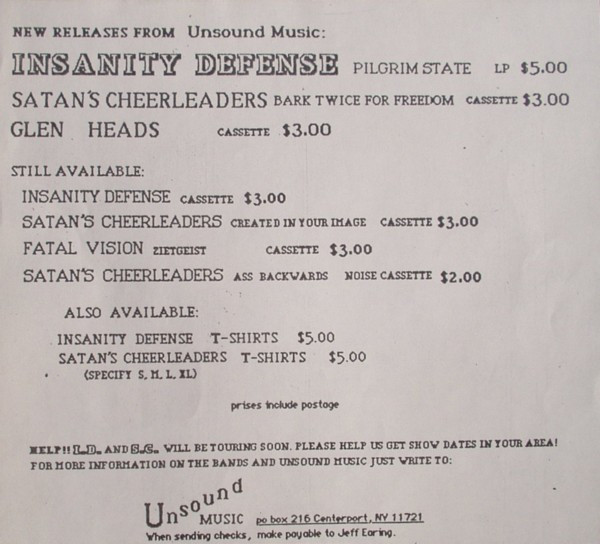 NEW RELEASES FROM Unsound Music:
INSANITY DEFENSE PILGRIM STATE LP $5.00
SATAN'S CHEERLEADERS BARK TWICE FOR FREEDOM CASSETTE $3.00
GLEN HEADS CASSETTE $3.00
STILL AVAILABLE:
INSANITY DEFENSE CASSETTE $3.00
SATAN'S CHEERLEADERS CREATED IN YOUR IMAGE CASSETTE $3.00
FATAL VISION ZIETGEIST CASSETTE $3.00
SATAN'S CHEERLEADERS ASS BACKWARDS NOISE CASSETTE $2.00
ALSO AVAILABLE:
INSANITY DEFENSE T-SHIRTS $5.00
SATAN'S CHEERLEADERS T-SHIRTS $5.00
(SPECIFY S, M, L, XL)
prises include postage
HELP!! I.D. AND S.C. WILL BE TOURING SOON. PLEASE HELP US GET SHOW DATES IN YOUR AREA!
FOR MORE INFORMATION ON THE BANDS AND UNSOUND MUSIC JUST WRITE TO:
Unsound
MUSIC po box 216 Centerport, NY 11721
When sending checks, make payable to Jeff Earing.